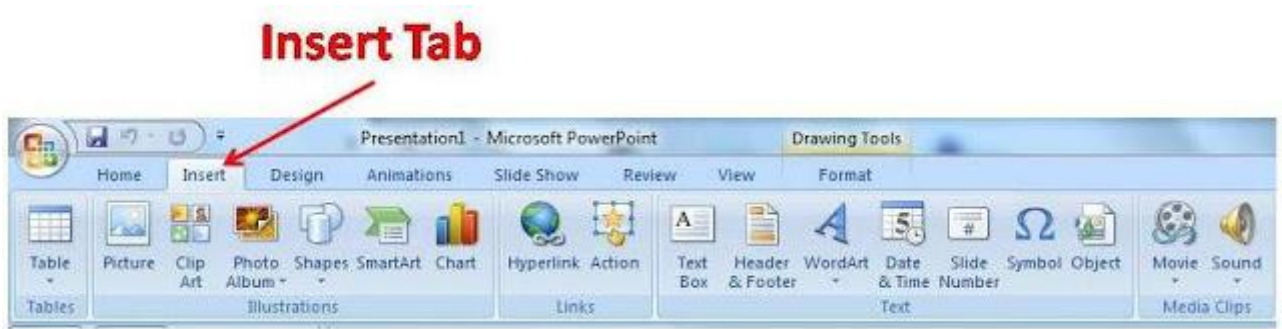 Insert Tab
Presentation1 - Microsoft PowerPoint Drawing Tools
Home Insert Design Animations Slide Show Review View Format
Table Picture Clip Art Photo Album Shapes SmartArt Chart Hyperlink Action Text Box Header & Footer WordArt Date & Time Slide Number Symbol Object Movie Sound
Tables Illustrations Links Text Media Clips